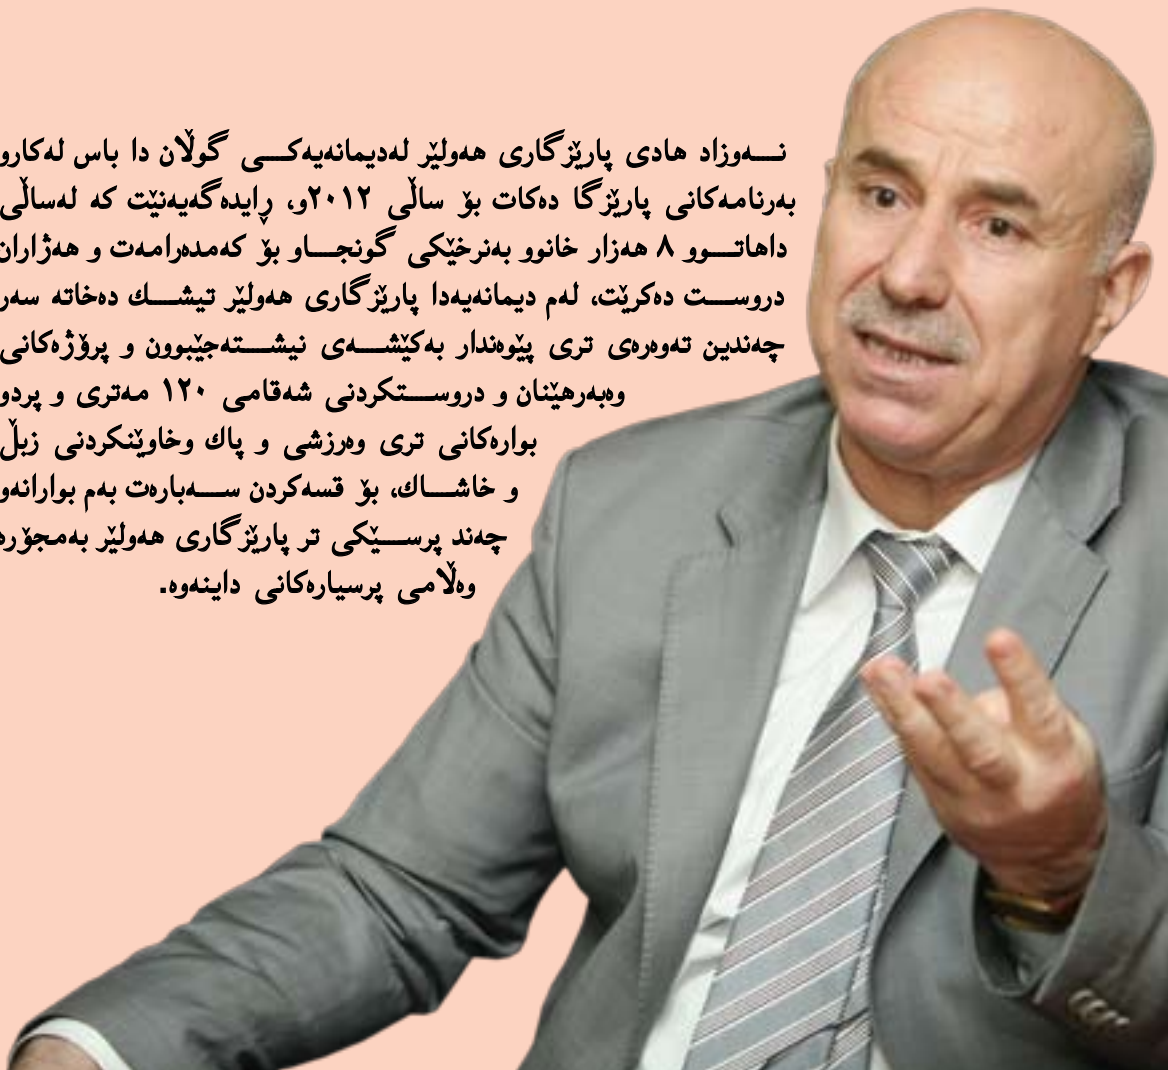 نـــەوزاد هادی پارێزگاری هەولێر لەدیمانەیەکـــی گوڵان دا باس لەکارو
بەرنامەکانی پارێزگا دەکات بۆ ساڵی ٢٠١٢و، ڕایدەگەیەنێت کە لەساڵی
داهاتـــوو ٨ هەزار خانوو بەنرخێکی گونجـــاو بۆ کەمدەرامەت و هەژاران
دروســـت دەکرێت، لەم دیمانەیەدا پارێزگاری هەولێر تیشـــك دەخاتە سەر
چەندین تەوەرەی تری پێوەندار بەکێشـــەی نیشـــتەجێبوون و پرۆژەکانی
وەبەرهێنان و دروســـتکردنی شەقامی ١٢٠ مەتری و پردو
بوارەکانی تری وەرزشی و پاك وخاوێنکردنی زبڵ
و خاشـــاك، بۆ قسەکردن ســـەبارەت بەم بوارانەو
چەند پرســـێکی تر پارێزگاری هەولێر بەمجۆرە
وەڵامی پرسیارەکانی داینەوە.